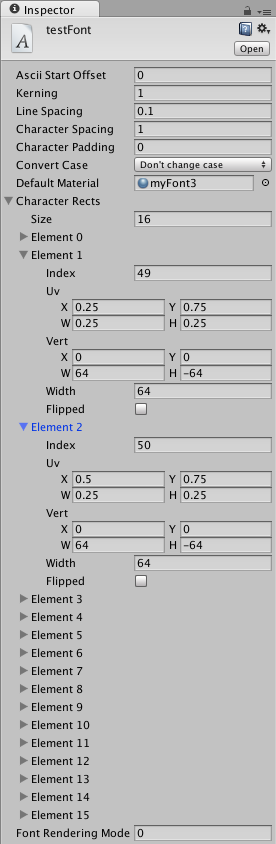 Inspector
testFont
Open
Ascii Start Offset 0
Kerning 1
Line Spacing 0.1
Character Spacing 1
Character Padding 0
Convert Case Don't change case
Default Material myFont3
Character Rects
Size 16
Element 0
Element 1
Index 49
Uv
X 0.25 Y 0.75
W 0.25 H 0.25
Vert
X 0 Y 0
W 64 H -64
Width 64
Flipped
Element 2
Index 50
Uv
X 0.5 Y 0.75
W 0.25 H 0.25
Vert
X 0 Y 0
W 64 H -64
Width 64
Flipped
Element 3
Element 4
Element 5
Element 6
Element 7
Element 8
Element 9
Element 10
Element 11
Element 12
Element 13
Element 14
Element 15
Font Rendering Mode 0